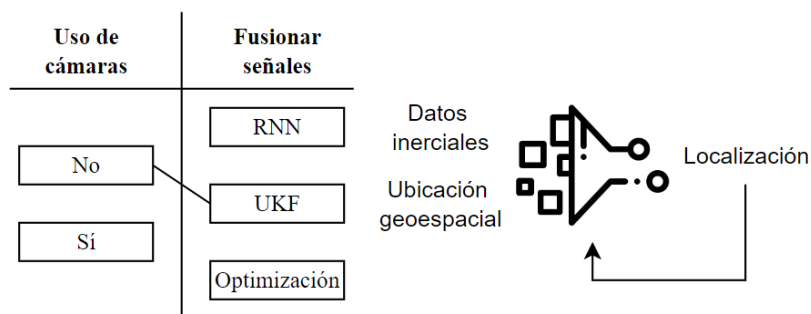 Uso de
cámaras
Fusionar
señales
No
Sí
RNN
UKF
Optimización
Datos
inerciales
Ubicación
geoespacial
Localización